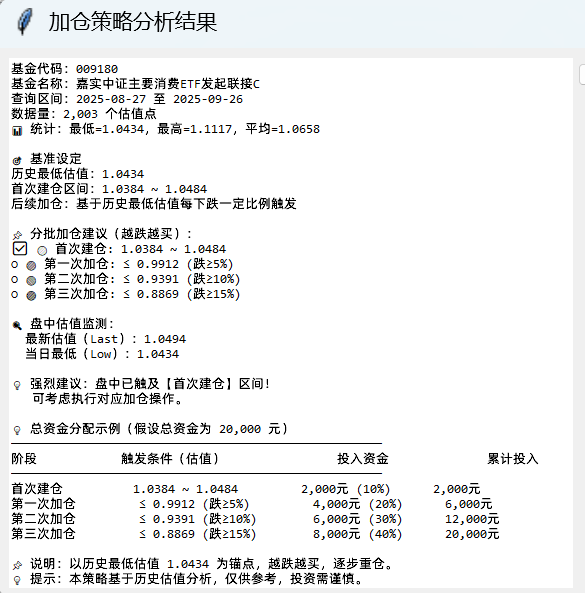 加仓策略分析结果
基金代码: 009180
基金名称: 嘉实中证主要消费ETF发起联接C
查询区间: 2025-08-27 至 2025-09-26
数据量: 2,003 个估值点
📊 统计: 最低=1.0434, 最高=1.1117, 平均=1.0658
🎯 基准设定
历史最低估值: 1.0434
首次建仓区间: 1.0384 ~ 1.0484
后续加仓: 基于历史最低估值每下跌一定比例触发
📌 分批加仓建议（越跌越买）:
首次建仓: 1.0384 ~ 1.0484
第一次加仓: ≤ 0.9912 (跌≥5%)
第二次加仓: ≤ 0.9391 (跌≥10%)
第三次加仓: ≤ 0.8869 (跌≥15%)
🔍 盘中估值监测:
最新估值（Last）: 1.0494
当日最低（Low）: 1.0434
💡 强烈建议: 盘中已触及【首次建仓】区间!
可考虑执行对应加仓操作。
💡 总资金分配示例（假设总资金为 20,000 元）
阶段 触发条件（估值） 投入资金 累计投入
首次建仓 1.0384 ~ 1.0484 2,000元 (10%) 2,000元
第一次加仓 ≤ 0.9912 (跌≥5%) 4,000元 (20%) 6,000元
第二次加仓 ≤ 0.9391 (跌≥10%) 6,000元 (30%) 12,000元
第三次加仓 ≤ 0.8869 (跌≥15%) 8,000元 (40%) 20,000元
📌 说明: 以历史最低估值 1.0434 为锚点，越跌越买，逐步重仓。
💡 提示: 本策略基于历史估值分析，仅供参考，投资需谨慎。